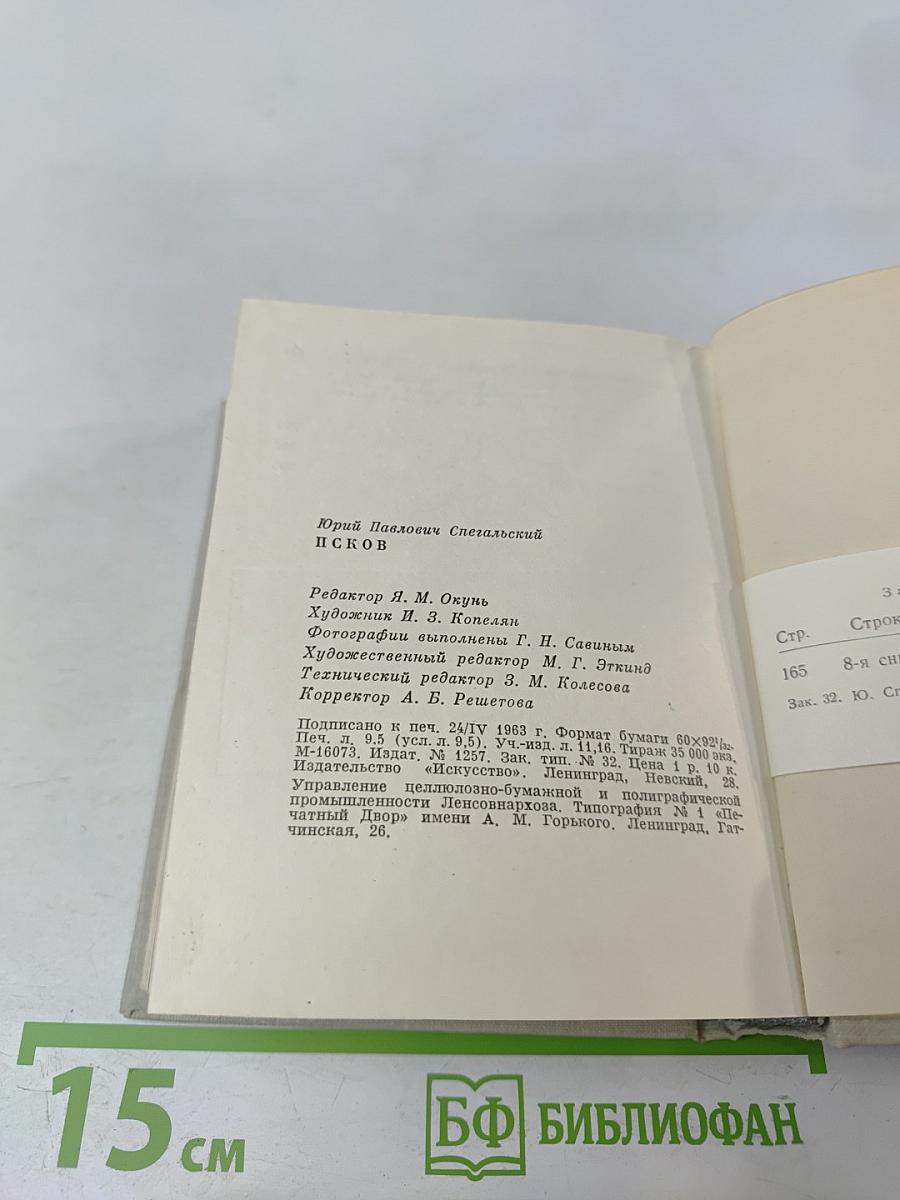 Юрий Павлович Спегальский
ПСКОВ
Редактор Я. М. Окунь
Художник И. З. Копелян
Фотографии выполнены Г. Н. Савиным
Художественный редактор М. Г. Эткинд
Технический редактор З. М. Колесова
Корректор А. Б. Решетова
Подписано к печ. 24/IV 1963 г. Формат бумаги 60×92¹/₃₂.
Печ. л. 9.5 (усл. л. 9,5). Уч.-изд. л. 11,16. Тираж 35 000 экз.
М-16073. Издат. № 1257. Зак. тип. № 32. Цена 1 р. 10 к.
Издательство «Искусство». Ленинград, Невский, 28.
Управление целлюлозно-бумажной и полиграфической
промышленности Ленсовнархоза. Типография № 1 «Пе-
чатный Двор» имени А. М. Горького. Ленинград, Гат-
чинская, 26.
Стр. Строк
165 8-я
Зак. 32. Ю.
15 см
БФ БИБЛИОФАН